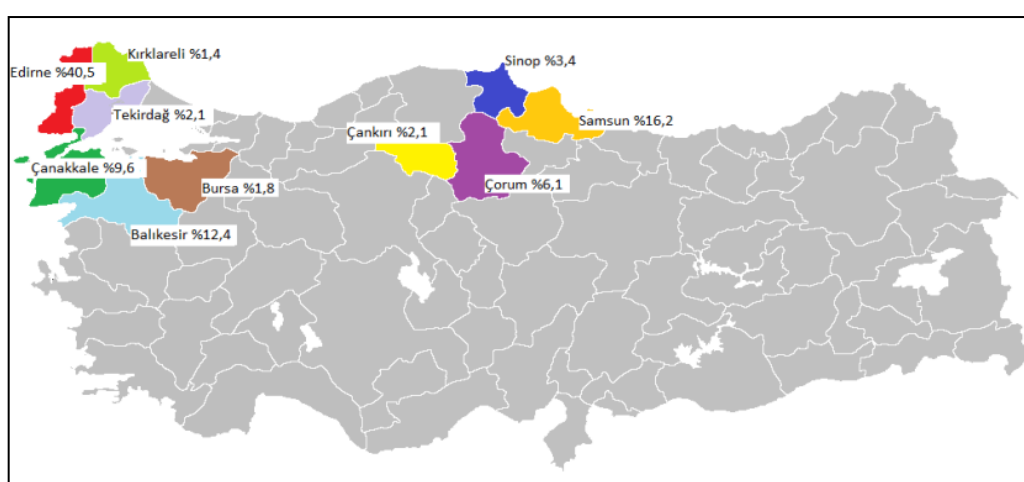 Kırklareli %1,4
Edirne %40,5
Sinop %3,4
Tekirdağ %2,1
Samsun %16,2
Çankırı %2,1
Çanakkale %9,6
Bursa %1,8
Çorum %6,1
Balıkesir %12,4